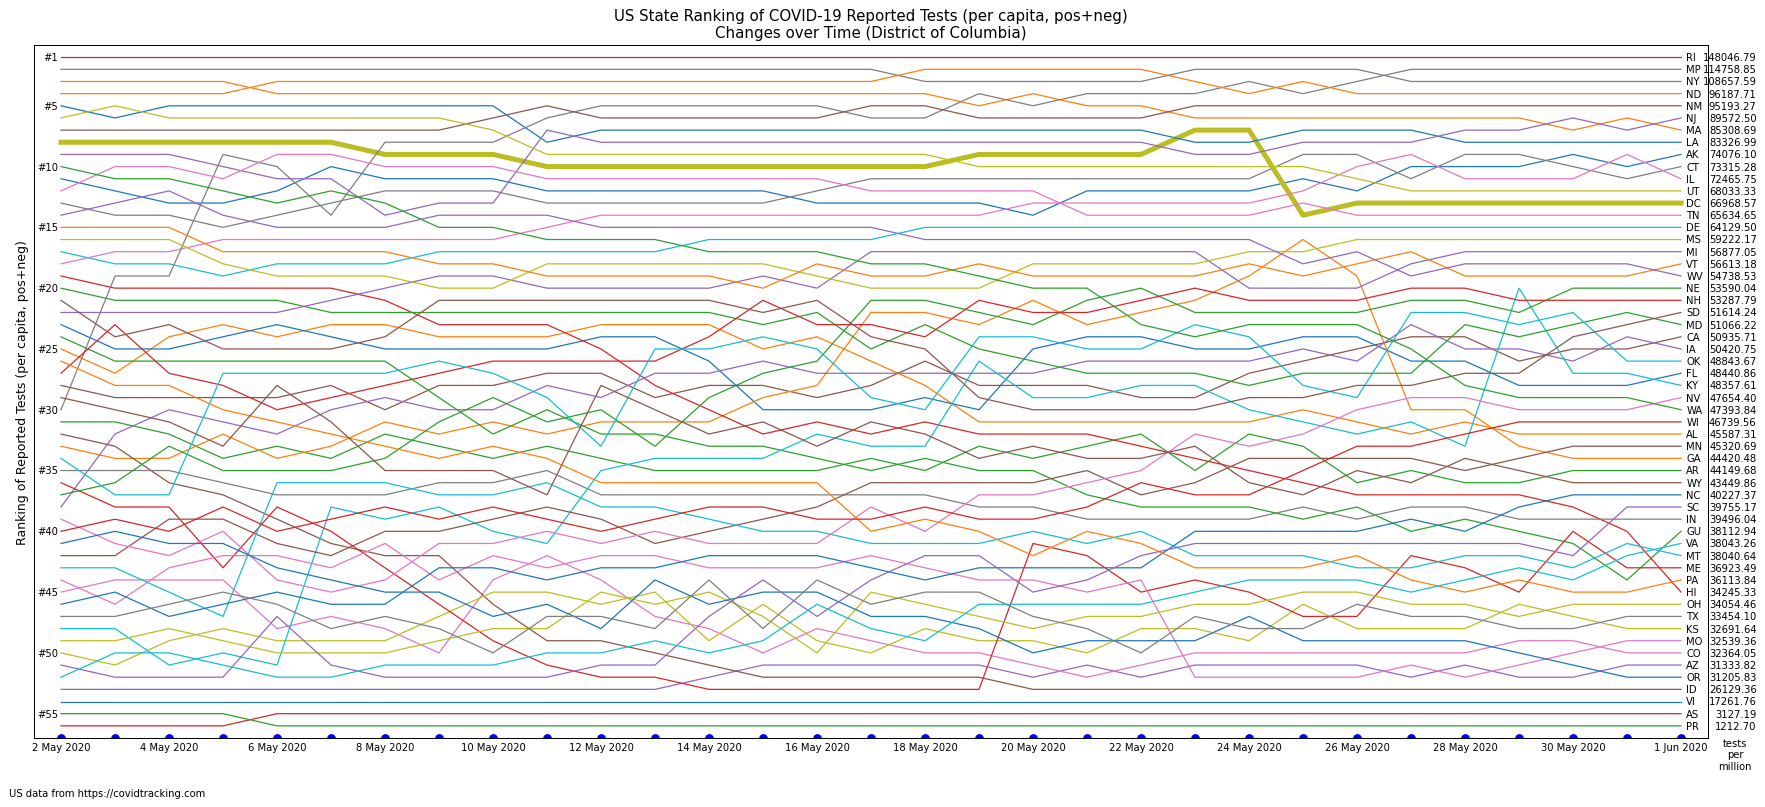 US State Ranking of COVID-19 Reported Tests (per capita, pos+neg)
Changes over Time (District of Columbia)
Ranking of Reported Tests (per capita, pos+neg)
#1
#5
#10
#15
#20
#25
#30
#35
#40
#45
#50
#55
RI 148046.79
MP 114758.85
NY 108657.59
ND 96187.71
NM 95193.27
NJ 89572.50
MA 85308.69
LA 83326.99
AK 74076.10
CT 73315.28
IL 72465.75
UT 68033.33
DC 66968.57
TN 65634.65
DE 64129.50
MS 59222.17
MI 56877.05
VT 56613.18
WV 54738.53
NE 53590.04
NH 53287.79
SD 51614.24
MD 51066.22
CA 50935.71
IA 50420.75
OK 48843.67
FL 48440.86
KY 48357.61
NV 47654.40
WA 47393.84
WI 46739.56
AL 45587.31
MN 45320.69
GA 44420.48
AR 44149.68
WY 43449.86
NC 40227.37
SC 39755.17
IN 39496.04
GU 38112.94
VA 38043.26
MT 38040.64
ME 36923.49
PA 36113.84
HI 34245.33
OH 34054.46
TX 33454.10
KS 32691.64
MO 32539.36
CO 32364.05
AZ 31333.82
OR 31205.83
ID 26129.36
VI 17261.76
AS 3127.19
PR 1212.70
2 May 2020 4 May 2020 6 May 2020 8 May 2020 10 May 2020 12 May 2020 14 May 2020 16 May 2020 18 May 2020 20 May 2020 22 May 2020 24 May 2020 26 May 2020 28 May 2020 30 May 2020 1 Jun 2020
tests
per
million
US data from https://covidtracking.com